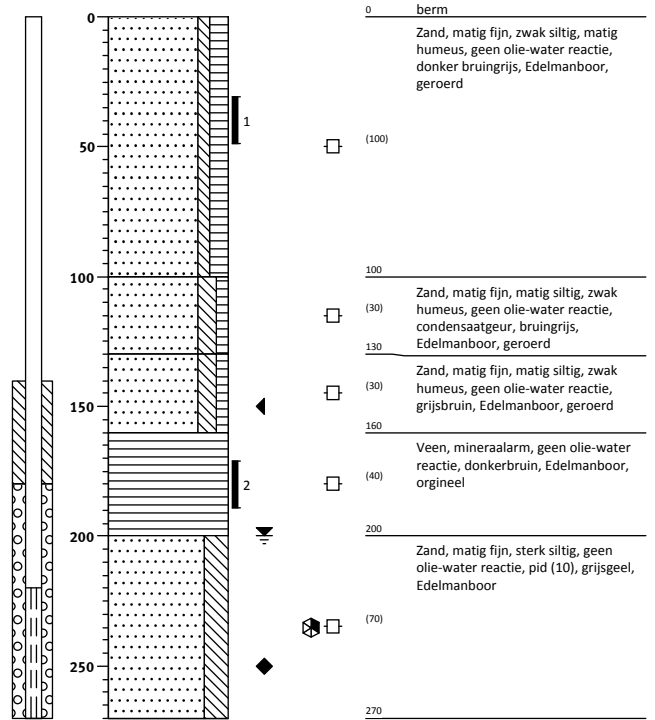 0
50
100
150
200
250
1
2
0 berm
Zand, matig fijn, zwak siltig, matig
humeus, geen olie-water reactie,
donker bruingrijs, Edelmanboor,
geroerd
(100)
100
Zand, matig fijn, matig siltig, zwak
humeus, geen olie-water reactie,
condensaatgeur, bruingrijs,
Edelmanboor, geroerd
(30)
130
Zand, matig fijn, matig siltig, zwak
humeus, geen olie-water reactie,
grijsbruin, Edelmanboor, geroerd
(30)
160
Veen, mineraalarm, geen olie-water
reactie, donkerbruin, Edelmanboor,
orgineel
(40)
200
Zand, matig fijn, sterk siltig, geen
olie-water reactie, pid (10), grijsgeel,
Edelmanboor
(70)
270